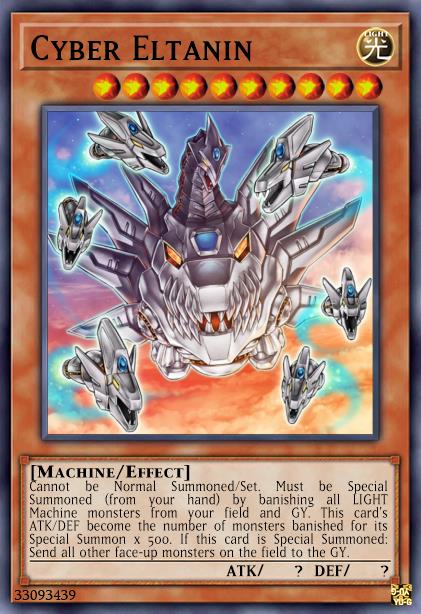 Cyber Eltanin
LIGHT
光
[Machine/Effect]
Cannot be Normal Summoned/Set. Must be Special
Summoned (from your hand) by banishing all LIGHT
Machine monsters from your field and GY. This card's
ATK/DEF become the number of monsters banished for its
Special Summon x 500. If this card is Special Summoned:
Send all other face-up monsters on the field to the GY.
ATK/ ? DEF/ ?
33093439